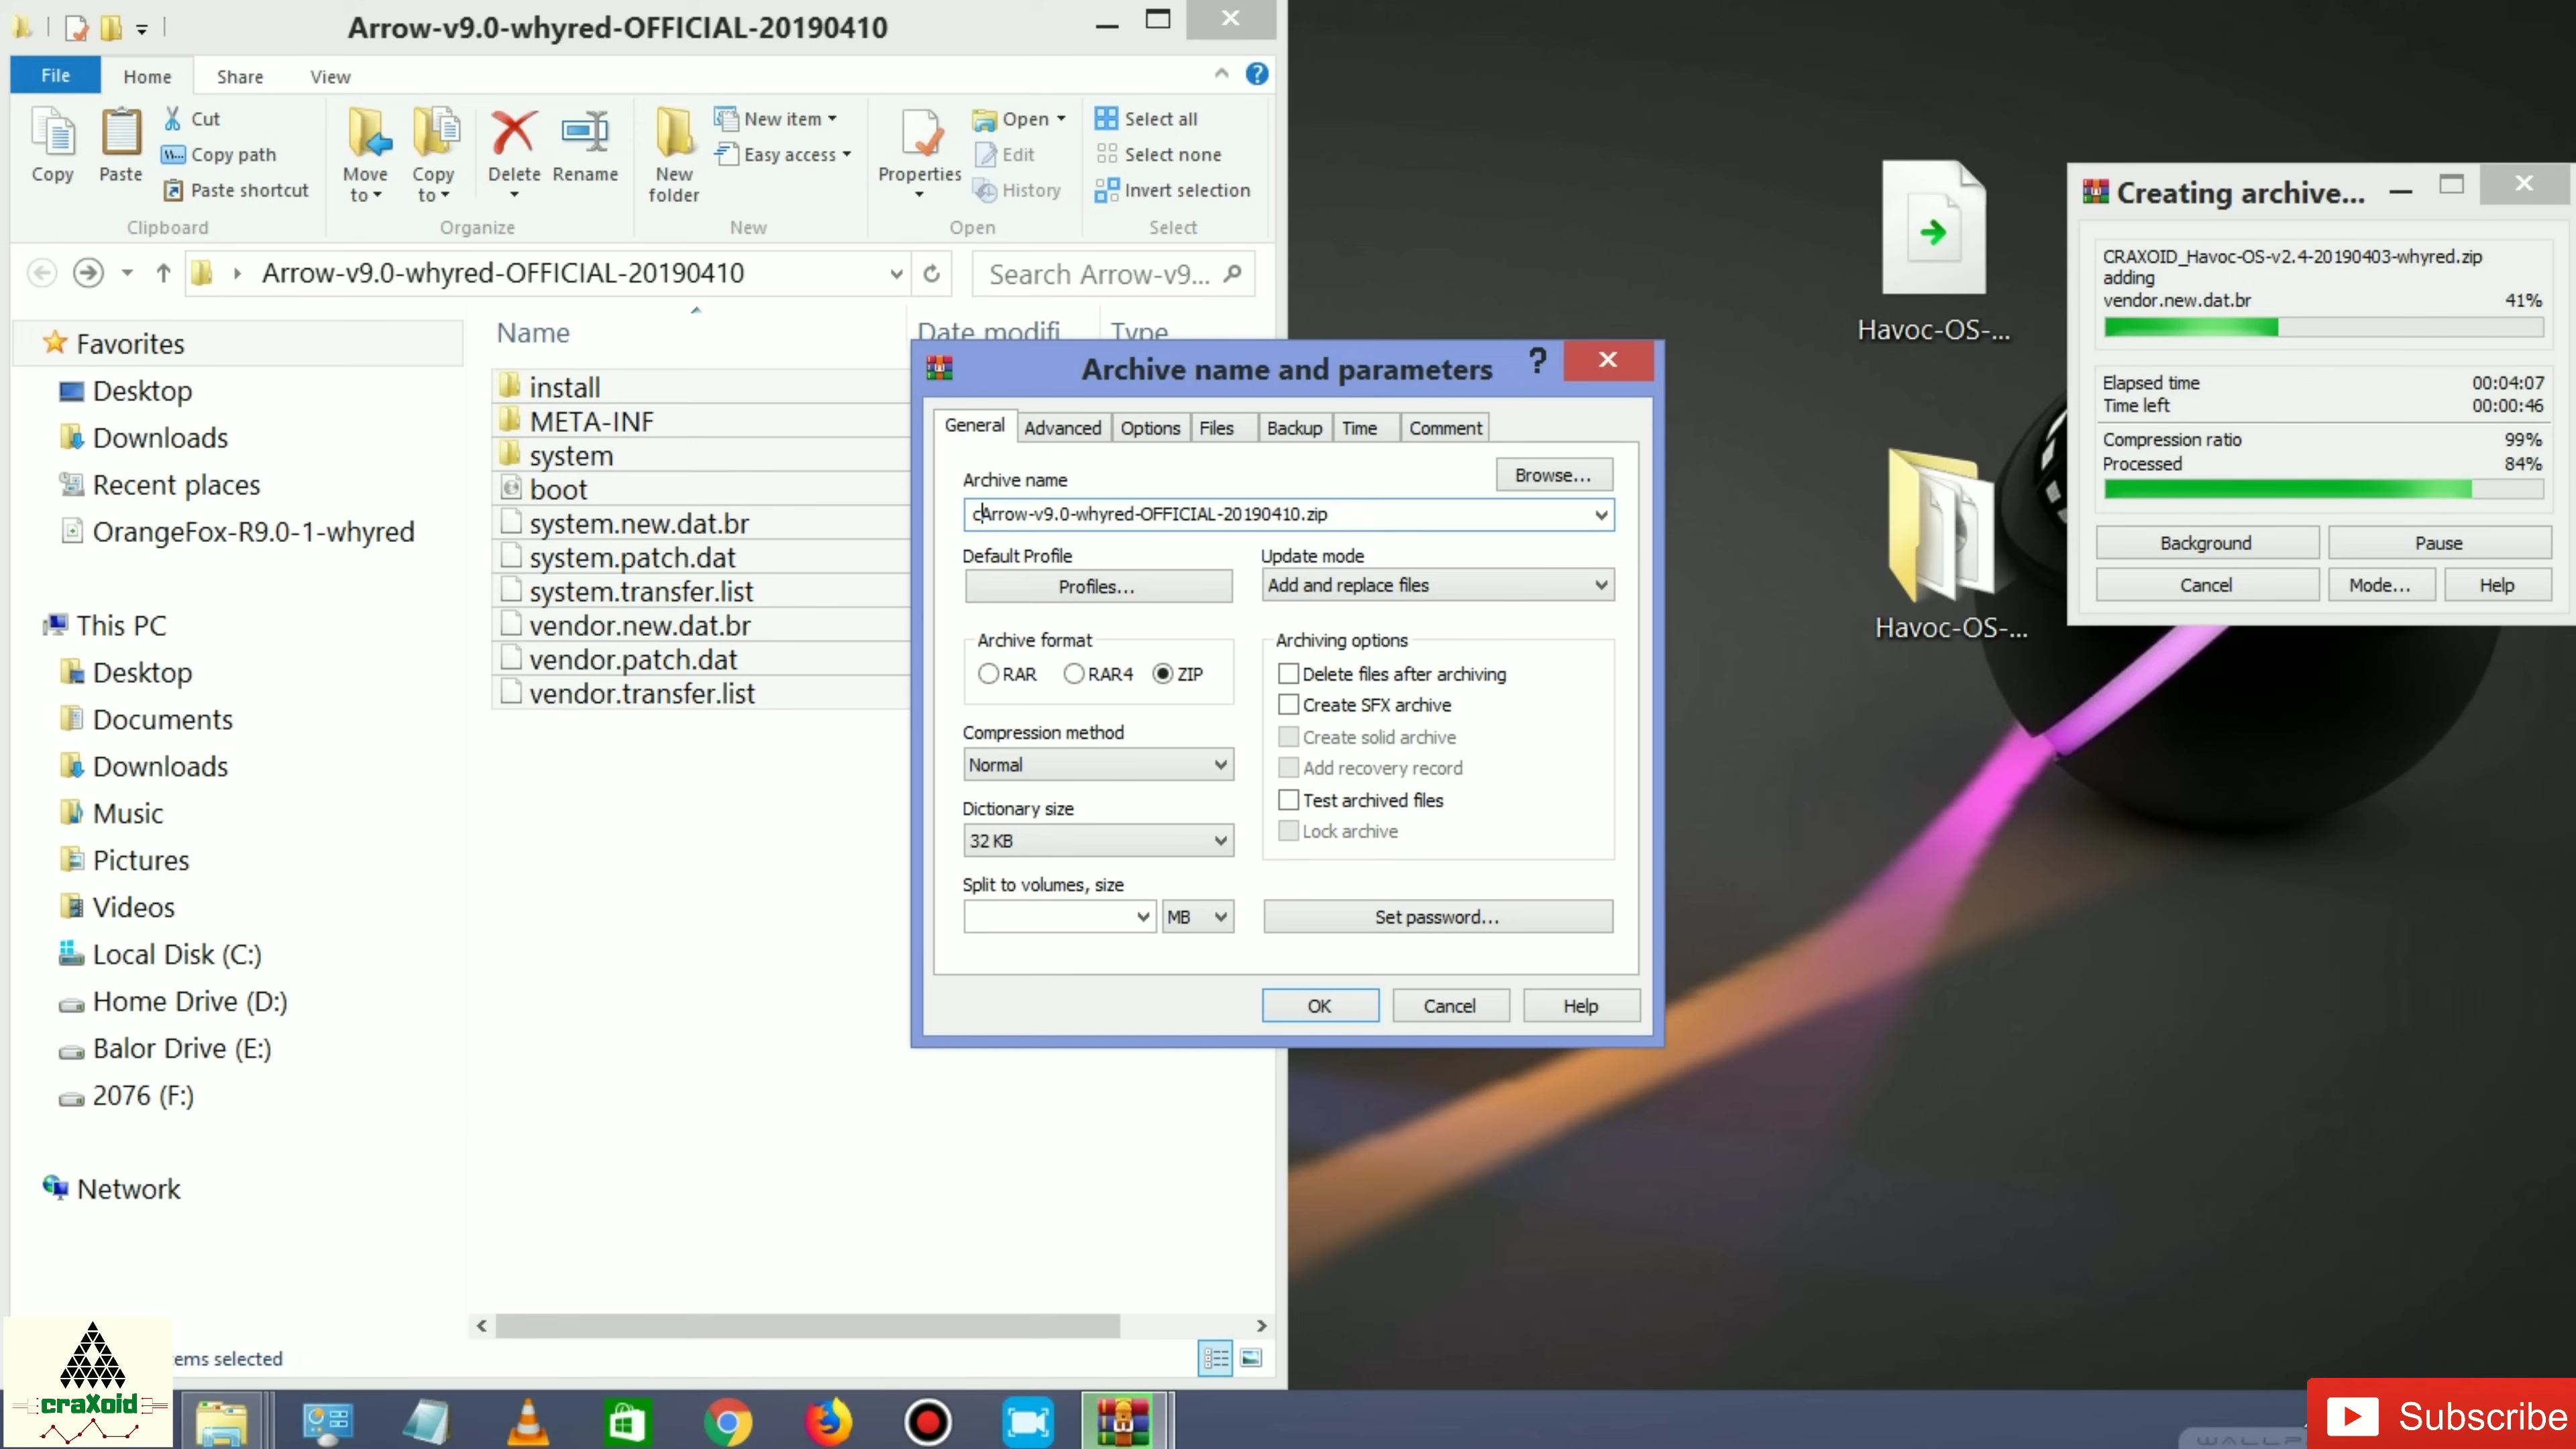 Arrow-v9.0-whyred-OFFICIAL-20190410
File
Home
Share
View
Copy
Paste
Cut
Copy path
Paste shortcut
Clipboard
Move to
Copy to
Delete
Rename
Organize
New folder
New item
Easy access
New
Properties
Open
Edit
History
Open
Select all
Select none
Invert selection
Select
Arrow-v9.0-whyred-OFFICIAL-20190410
Search Arrow-v9...
Favorites
Desktop
Downloads
Recent places
OrangeFox-R9.0-1-whyred
This PC
Desktop
Documents
Downloads
Music
Pictures
Videos
Local Disk (C:)
Home Drive (D:)
Balor Drive (E:)
2076 (F:)
Network
Name
Date modifi
Type
install
META-INF
system
boot
system.new.dat.br
system.patch.dat
system.transfer.list
vendor.new.dat.br
vendor.patch.dat
vendor.transfer.list
ems selected
Archive name and parameters
General
Advanced
Options
Files
Backup
Time
Comment
Archive name
Browse...
cArrow-v9.0-whyred-OFFICIAL-20190410.zip
Default Profile
Profiles...
Update mode
Add and replace files
Archive format
RAR
RAR4
ZIP
Compression method
Normal
Dictionary size
32 KB
Split to volumes, size
MB
Archiving options
Delete files after archiving
Create SFX archive
Create solid archive
Add recovery record
Test archived files
Lock archive
Set password...
OK
Cancel
Help
Havoc-OS-...
Havoc-OS-...
Creating archive...
CRAXOID_Havoc-OS-v2.4-20190403-whyred.zip
adding
vendor.new.dat.br 41%
Elapsed time 00:04:07
Time left 00:00:46
Compression ratio 99%
Processed 84%
Background
Pause
Cancel
Mode...
Help
craXoid
Subscribe